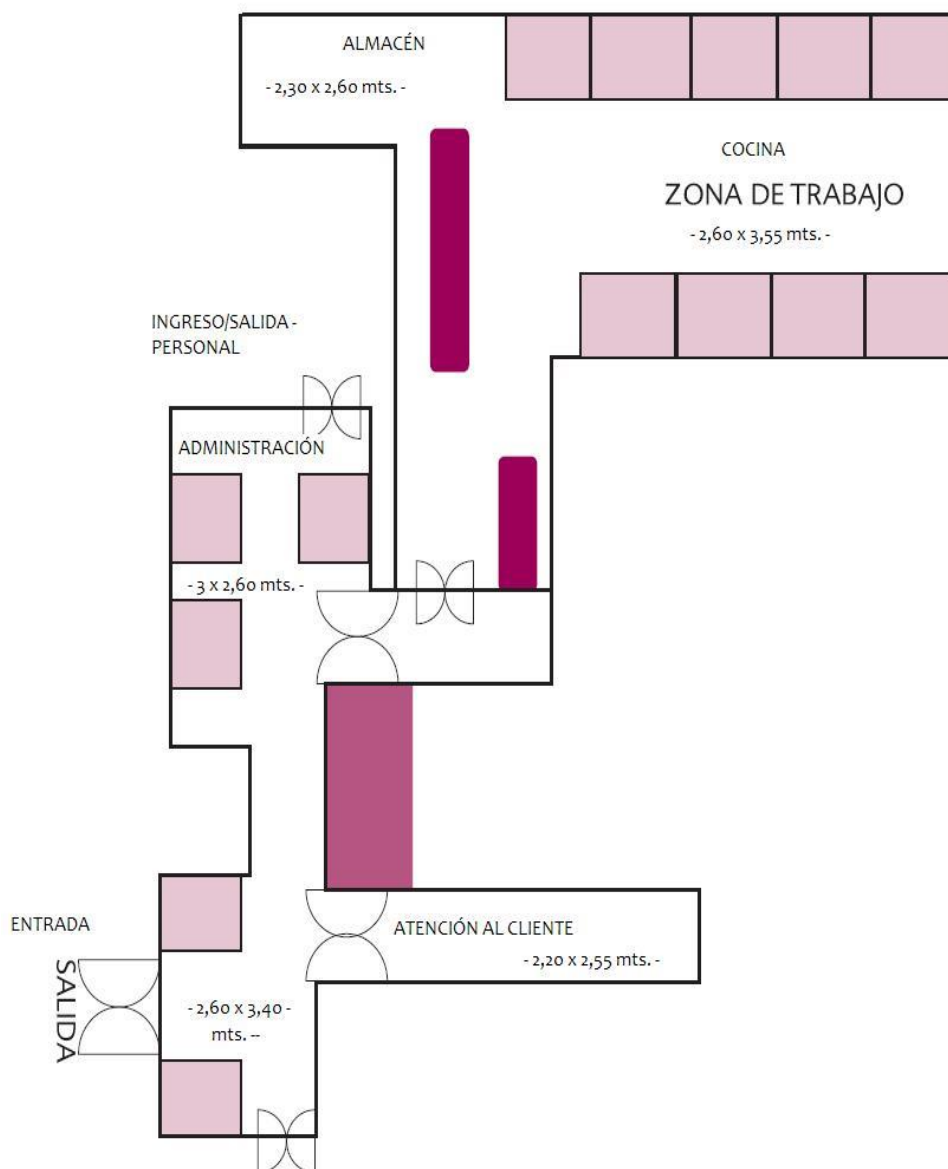 ALMACÉN
- 2,30 x 2,60 mts. -
COCINA
ZONA DE TRABAJO
- 2,60 x 3,55 mts. -
INGRESO/SALIDA -
PERSONAL
ADMINISTRACIÓN
- 3 x 2,60 mts. -
ENTRADA
SALIDA
ATENCIÓN AL CLIENTE
- 2,20 x 2,55 mts. -
- 2,60 x 3,40 -
mts. --